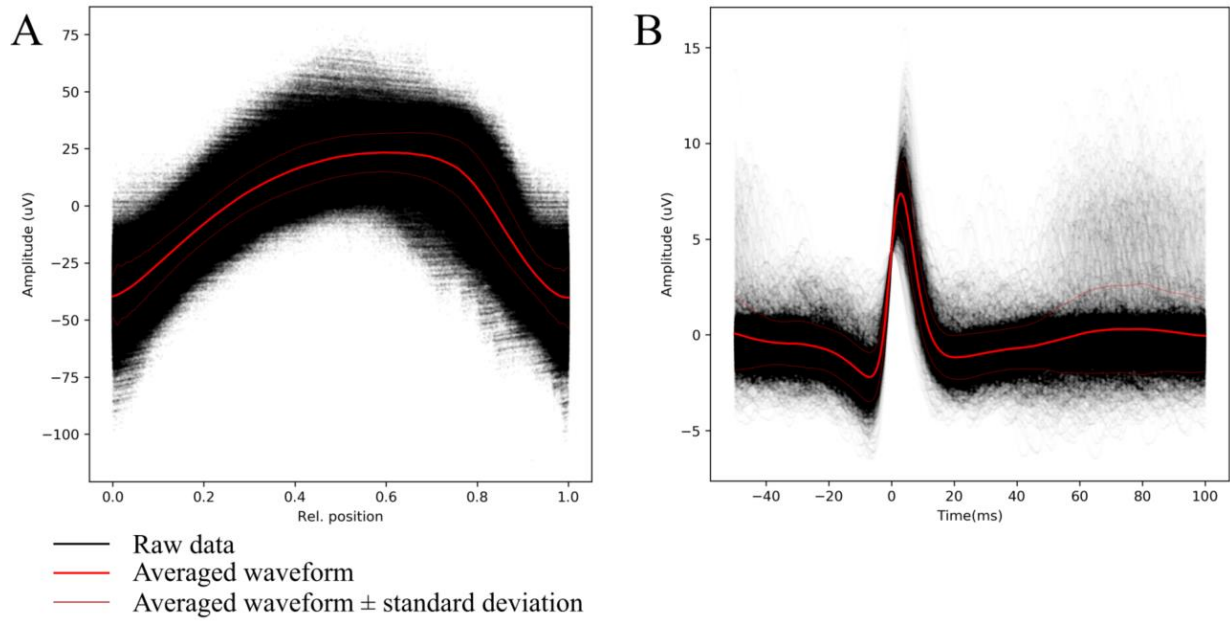 A
75
50
25
0
−25
−50
−75
−100
Amplitude (uV)
0.0 0.2 0.4 0.6 0.8 1.0
Rel. position
B
15
10
5
0
−5
Amplitude (uV)
−40 −20 0 20 40 60 80 100
Time(ms)
Raw data
Averaged waveform
Averaged waveform ± standard deviation